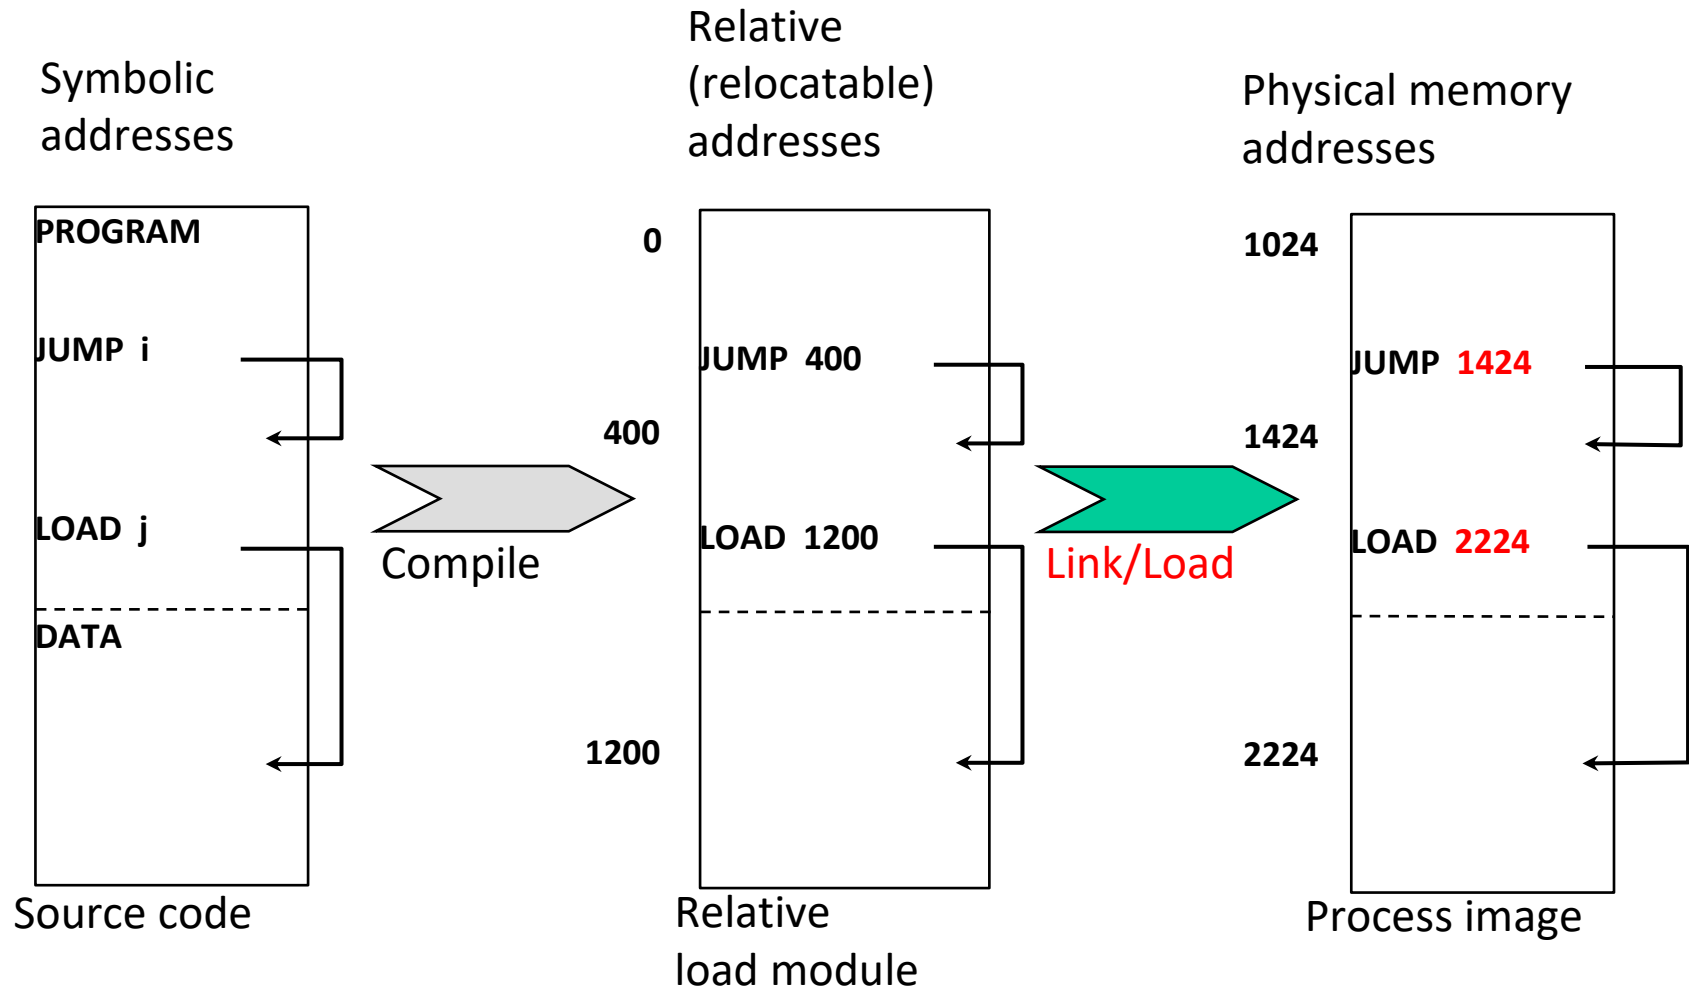 Symbolic
addresses
PROGRAM
JUMP i
LOAD j
DATA
Source code
Compile
Relative
(relocatable)
addresses
0
JUMP 400
400
LOAD 1200
1200
Relative
load module
Link/Load
Physical memory
addresses
1024
JUMP 1424
1424
LOAD 2224
2224
Process image